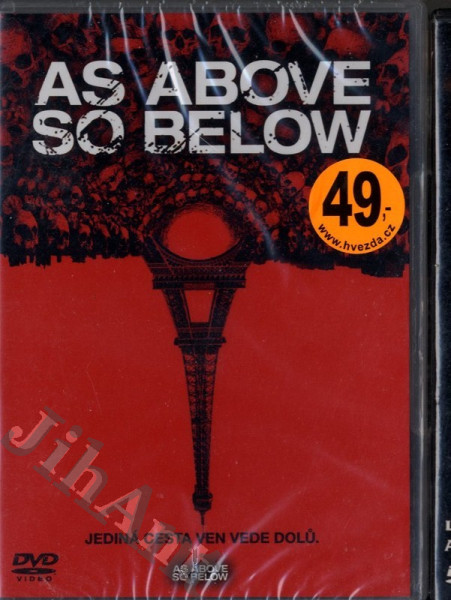 AS ABOVE
SO BELOW
49,-
www.hvezda.cz
JEDINÁ CESTA VEN VEDE DOLŮ.
DVD
VIDEO
AS ABOVE
SO BELOW